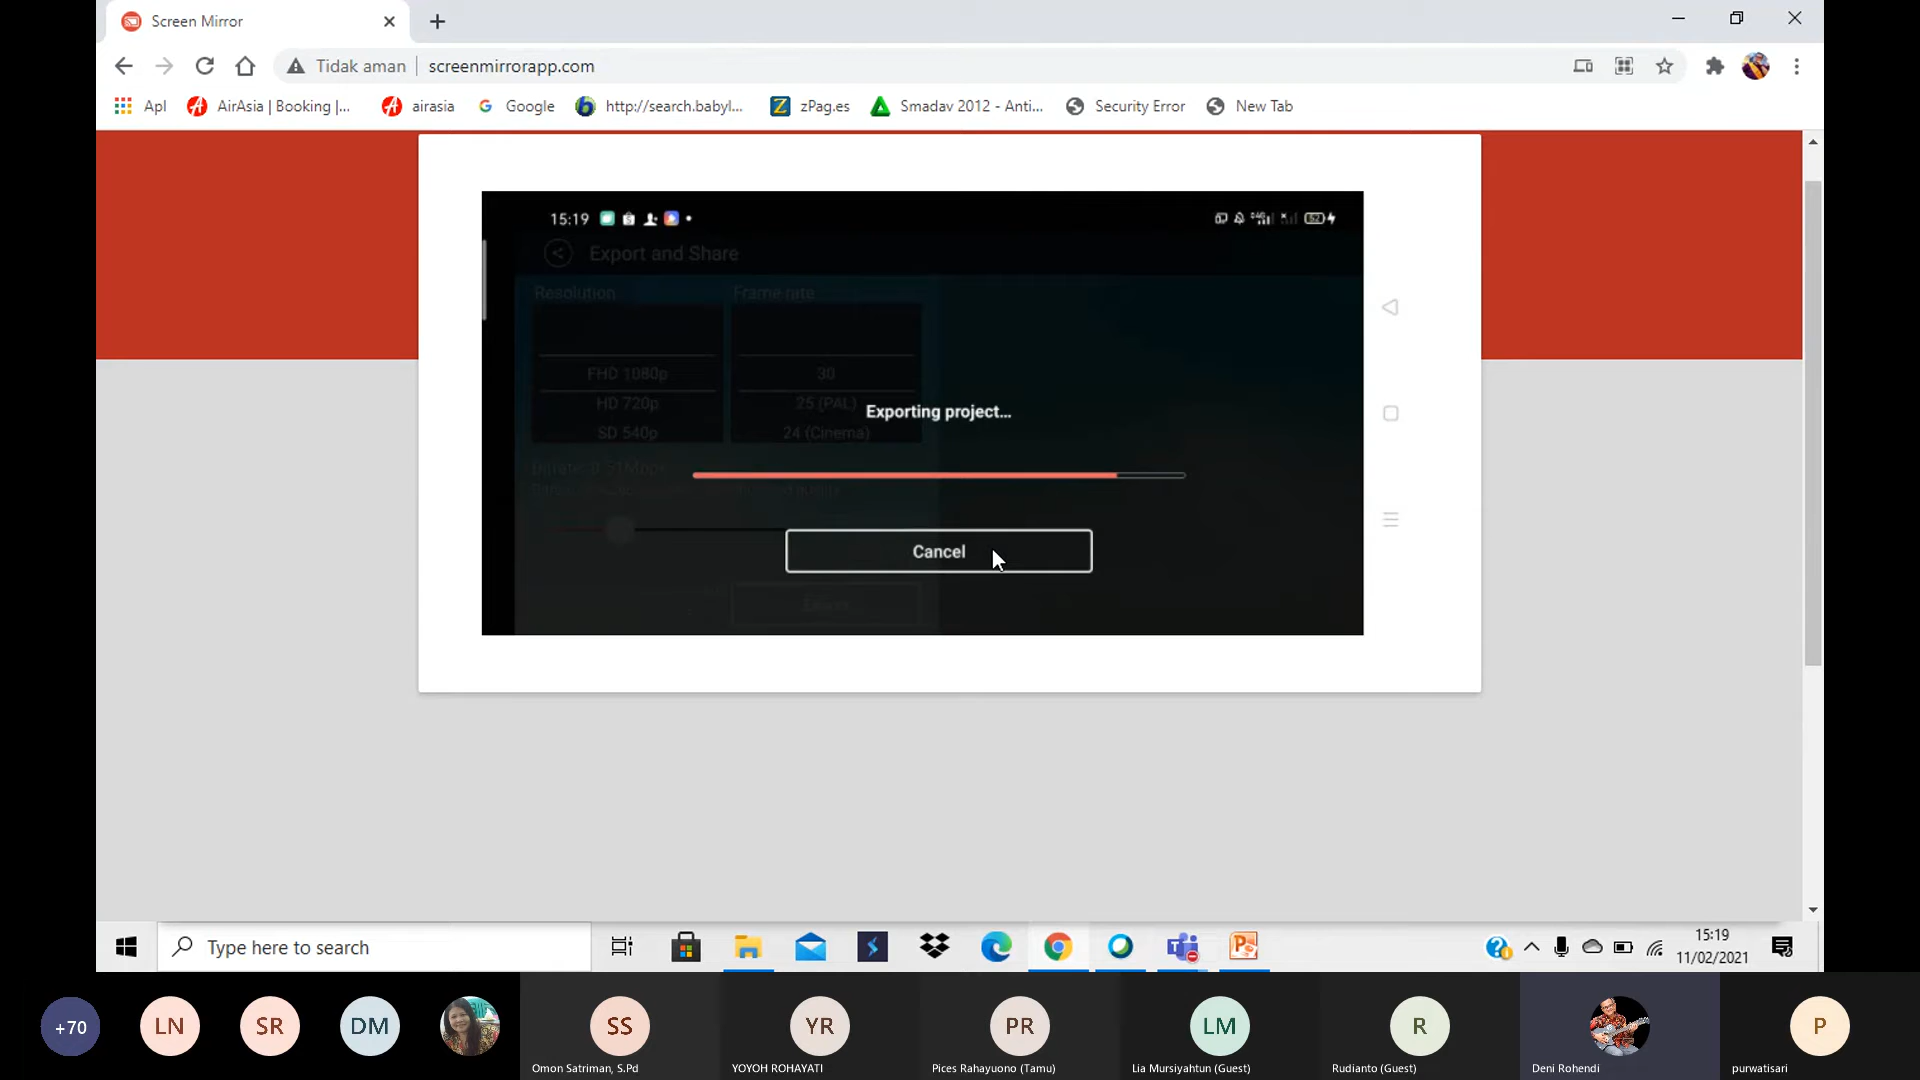 Screen Mirror
Tidak aman
screenmirrorapp.com
Apl
AirAsia | Booking |...
airasia
Google
http://search.babyl...
zPag.es
Smadav 2012 - Anti...
Security Error
New Tab
15:19
Export and Share
Resolution
Frame rate
FHD 1080p
30
HD 720p
25 (PAL)
SD 540p
24 (Cinema)
Exporting project...
Cancel
Type here to search
15:19
11/02/2021
+70
LN
SR
DM
SS
YR
PR
LM
R
P
Omon Satriman, S.Pd
YOYOH ROHAYATI
Pices Rahayuono (Tamu)
Lia Mursiyahtun (Guest)
Rudianto (Guest)
Deni Rohendi
purwatisari